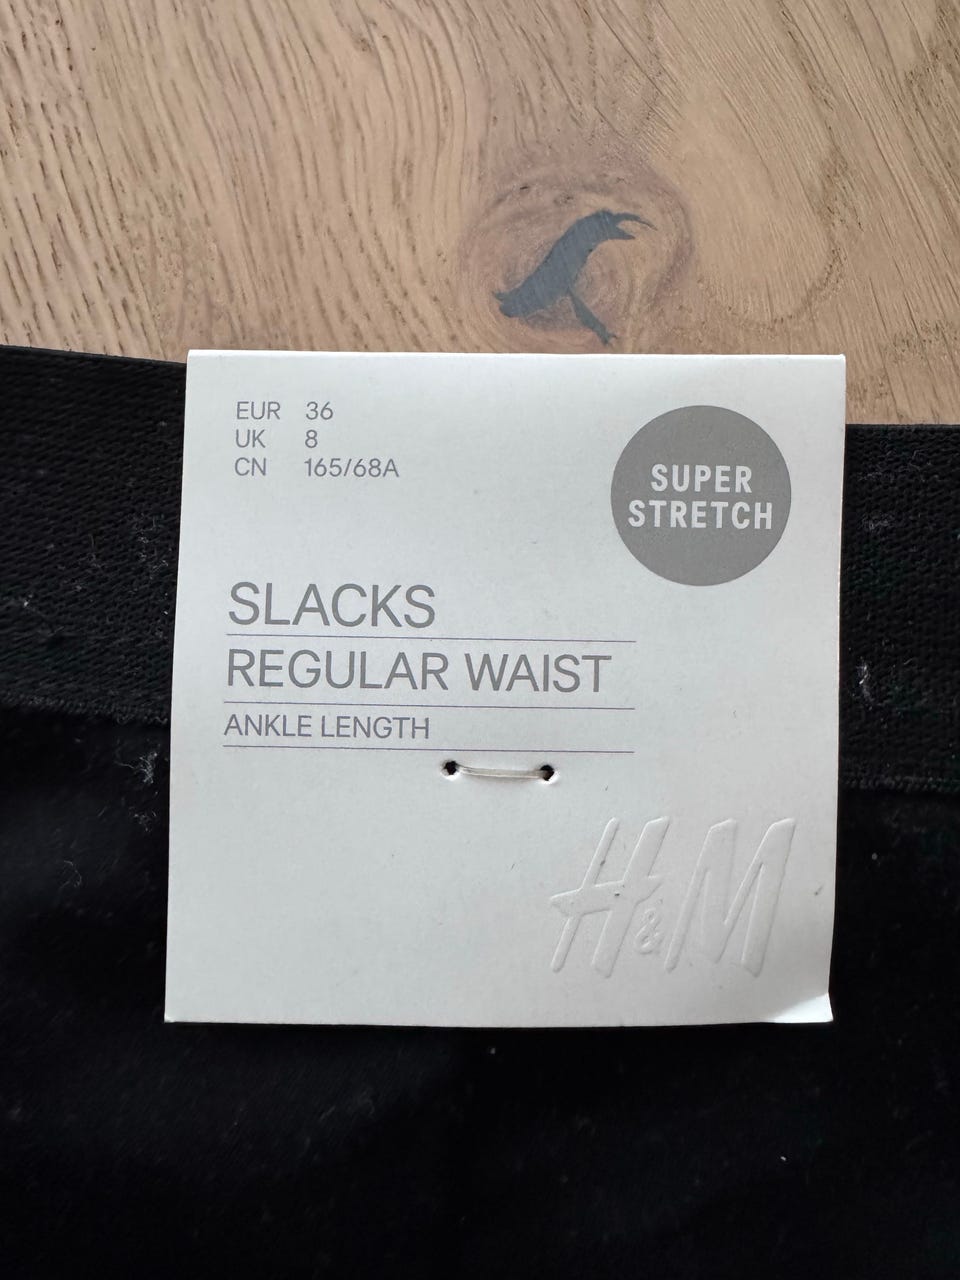 EUR 36
UK 8
CN 165/68A
SUPER
STRETCH
SLACKS
REGULAR WAIST
ANKLE LENGTH
H&M